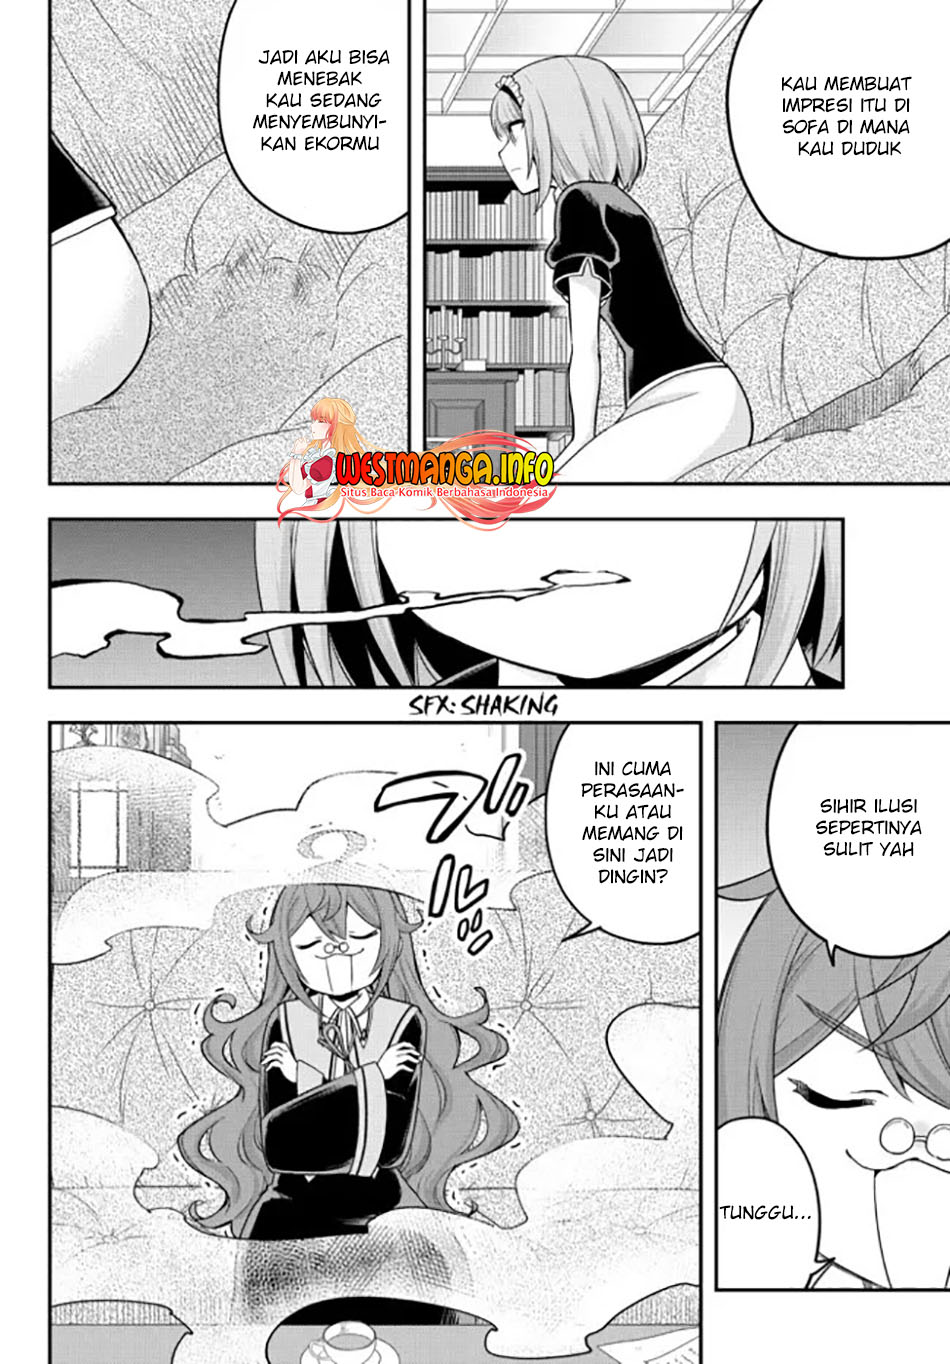 KAU MEMBUAT
IMPRESI ITU DI
SOFA DI MANA
KAU DUDUK
JADI AKU BISA
MENEBAK
KAU SEDANG
MENYEMBUNYI-
KAN EKORMU
WESTMANGA.INFO
Situs Baca Komik Berbahasa Indonesia
SFX: SHAKING
SIHIR ILUSI
SEPERTINYA
SULIT YAH
TUNGGU...
INI CUMA
PERASAAN-
KU ATAU
MEMANG DI
SINI JADI
DINGIN?